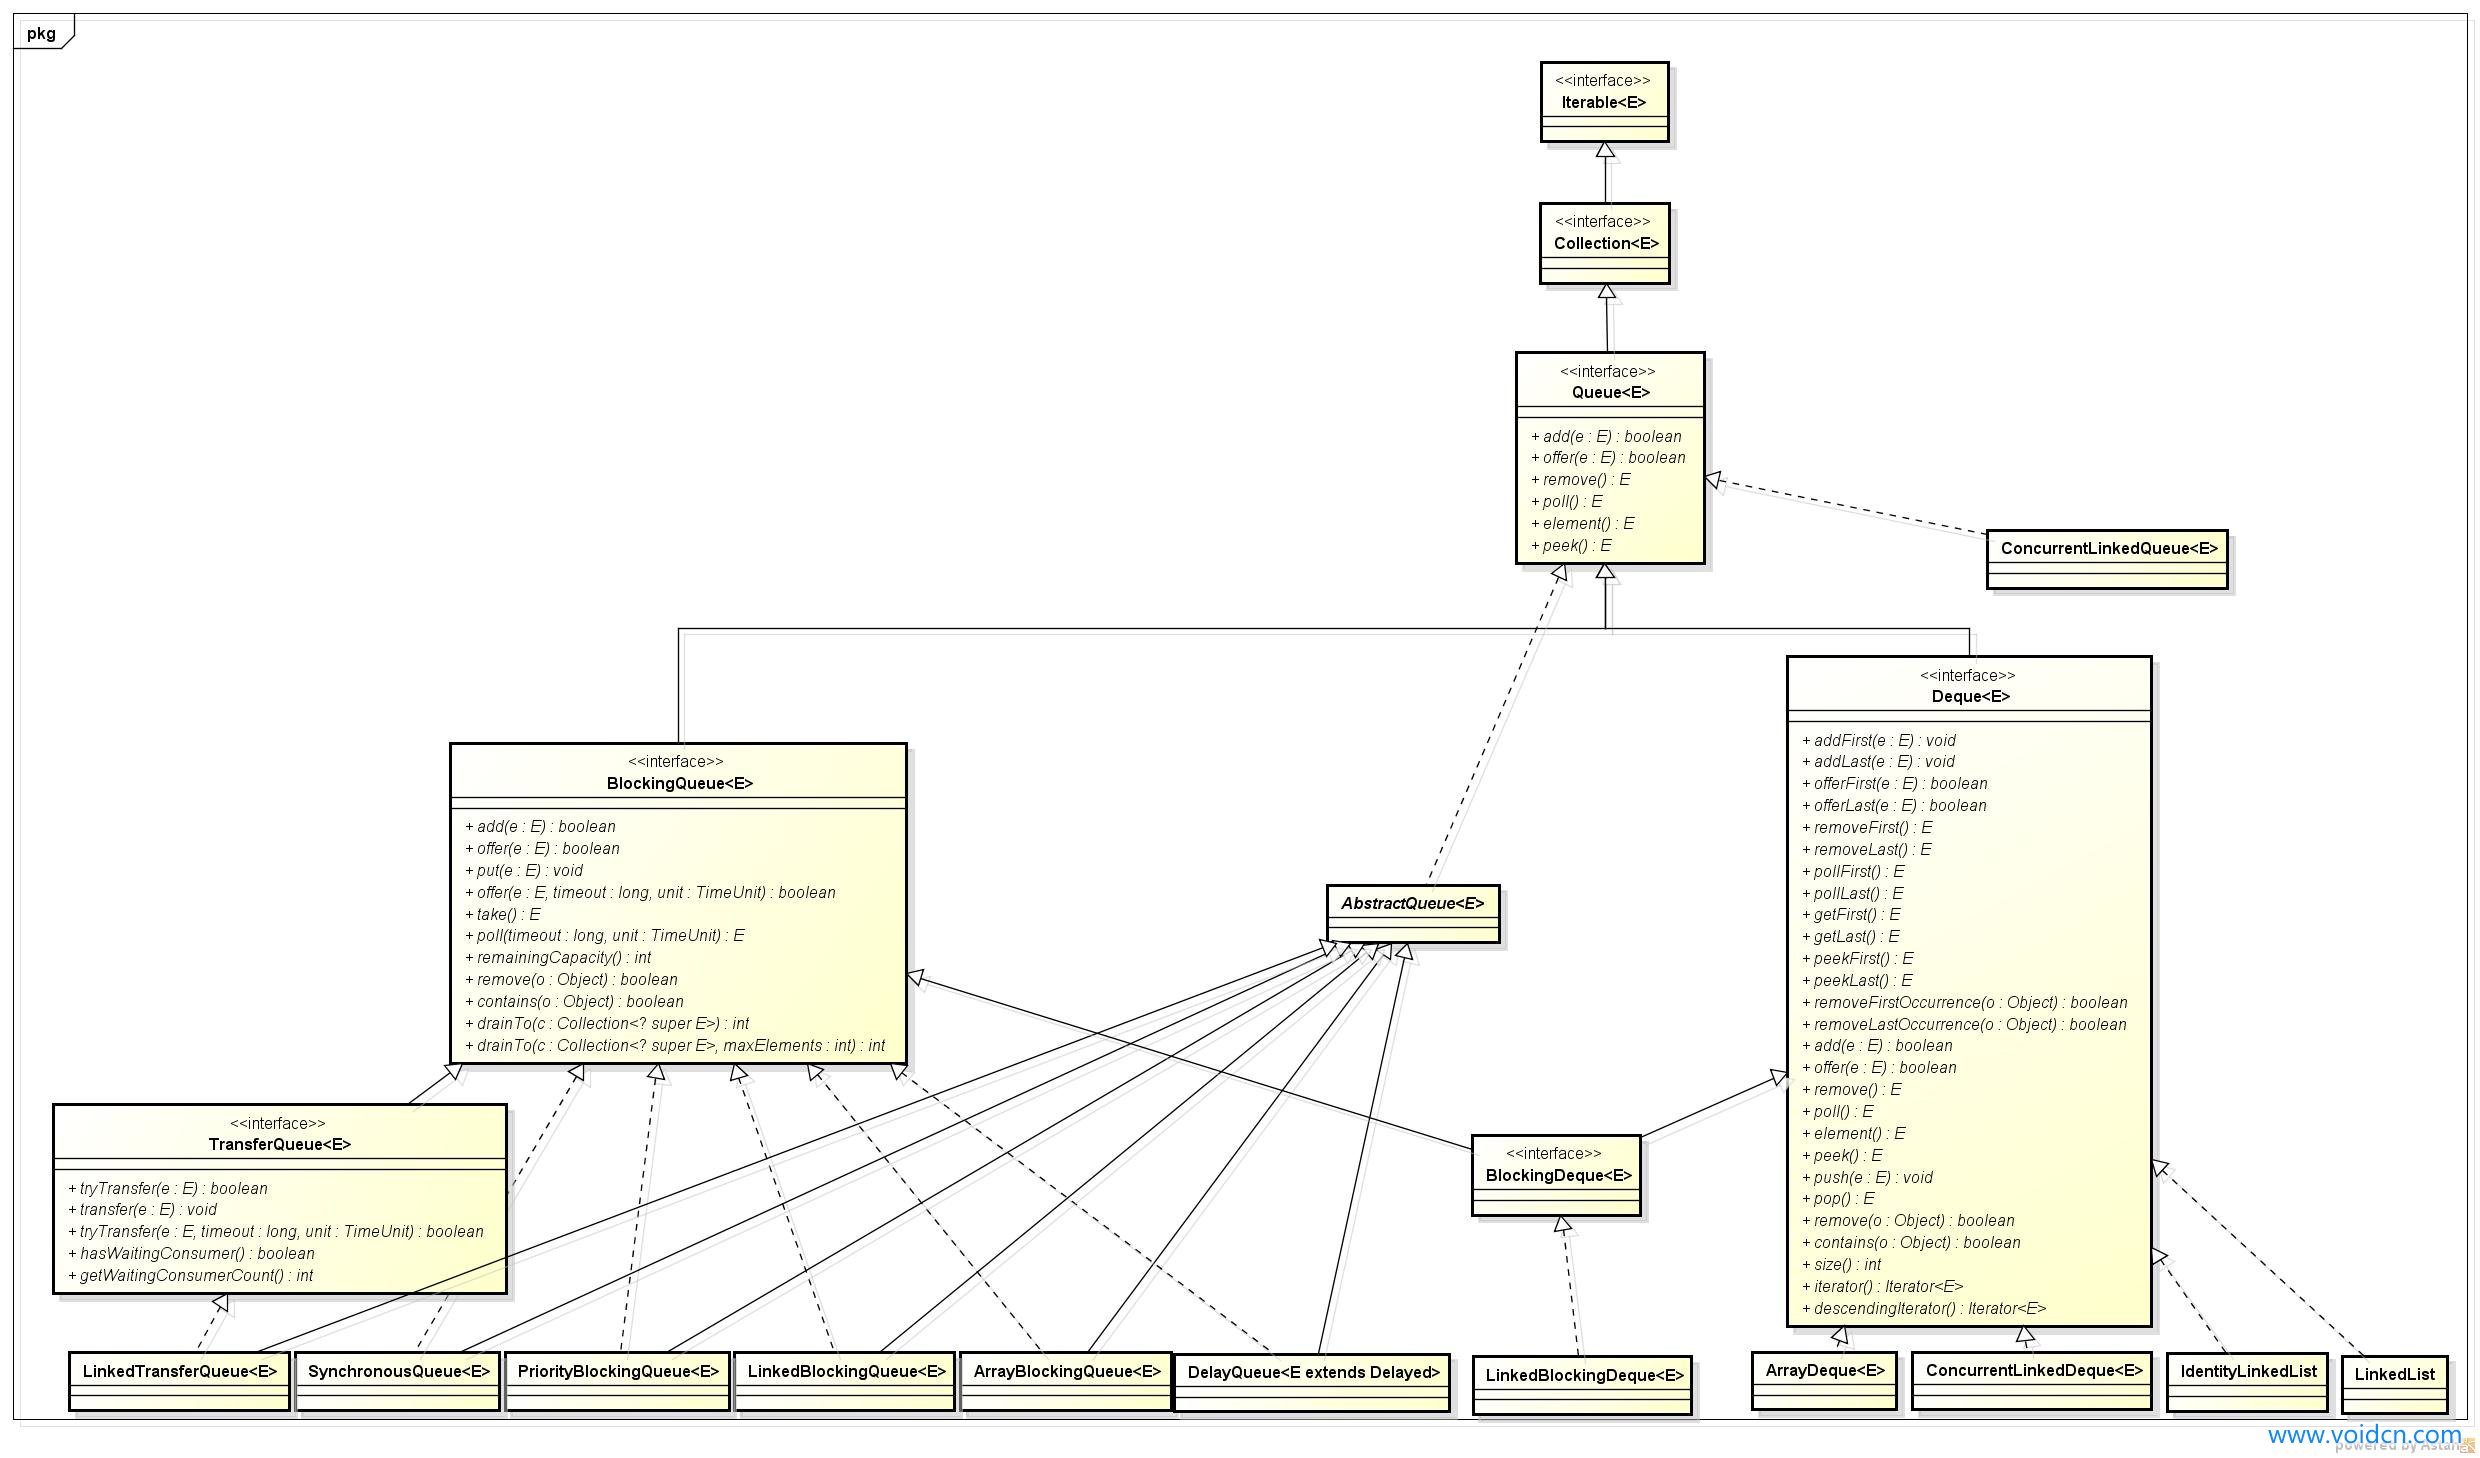 pkg
<<interface>>
Iterable<E>
<<interface>>
Collection<E>
<<interface>>
Queue<E>
+ add(e : E) : boolean
+ offer(e : E) : boolean
+ remove() : E
+ poll() : E
+ element() : E
+ peek() : E
ConcurrentLinkedQueue<E>
<<interface>>
BlockingQueue<E>
+ add(e : E) : boolean
+ offer(e : E) : boolean
+ put(e : E) : void
+ offer(e : E, timeout : long, unit : TimeUnit) : boolean
+ take() : E
+ poll(timeout : long, unit : TimeUnit) : E
+ remainingCapacity() : int
+ remove(o : Object) : boolean
+ contains(o : Object) : boolean
+ drainTo(c : Collection<? super E>) : int
+ drainTo(c : Collection<? super E>, maxElements : int) : int
AbstractQueue<E>
<<interface>>
Deque<E>
+ addFirst(e : E) : void
+ addLast(e : E) : void
+ offerFirst(e : E) : boolean
+ offerLast(e : E) : boolean
+ removeFirst() : E
+ removeLast() : E
+ pollFirst() : E
+ pollLast() : E
+ getFirst() : E
+ getLast() : E
+ peekFirst() : E
+ peekLast() : E
+ removeFirstOccurrence(o : Object) : boolean
+ removeLastOccurrence(o : Object) : boolean
+ add(e : E) : boolean
+ offer(e : E) : boolean
+ remove() : E
+ poll() : E
+ element() : E
+ peek() : E
+ push(e : E) : void
+ pop() : E
+ remove(o : Object) : boolean
+ contains(o : Object) : boolean
+ size() : int
+ iterator() : Iterator<E>
+ descendingIterator() : Iterator<E>
<<interface>>
TransferQueue<E>
+ tryTransfer(e : E) : boolean
+ transfer(e : E) : void
+ tryTransfer(e : E, timeout : long, unit : TimeUnit) : boolean
+ hasWaitingConsumer() : boolean
+ getWaitingConsumerCount() : int
<<interface>>
BlockingDeque<E>
LinkedTransferQueue<E>
SynchronousQueue<E>
PriorityBlockingQueue<E>
LinkedBlockingQueue<E>
ArrayBlockingQueue<E>
DelayQueue<E extends Delayed>
LinkedBlockingDeque<E>
ArrayDeque<E>
ConcurrentLinkedDeque<E>
IdentityLinkedList
LinkedList
www.voidcn.com
powered by Astah